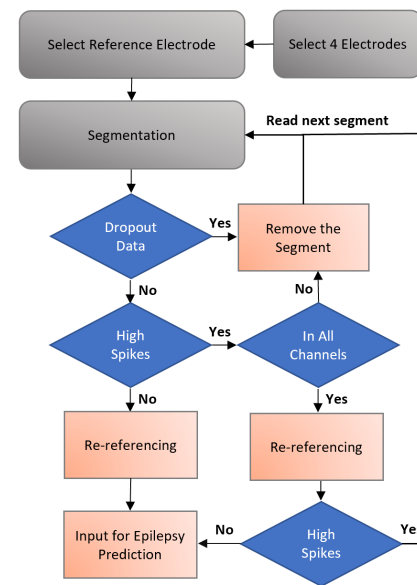 Select Reference Electrode
Select 4 Electrodes
Segmentation
Read next segment
Dropout
Data
Yes
Remove the
Segment
No
No
High
Spikes
Yes
In All
Channels
No
Yes
Re-referencing
Re-referencing
Input for Epilepsy
Prediction
No
High
Spikes
Yes